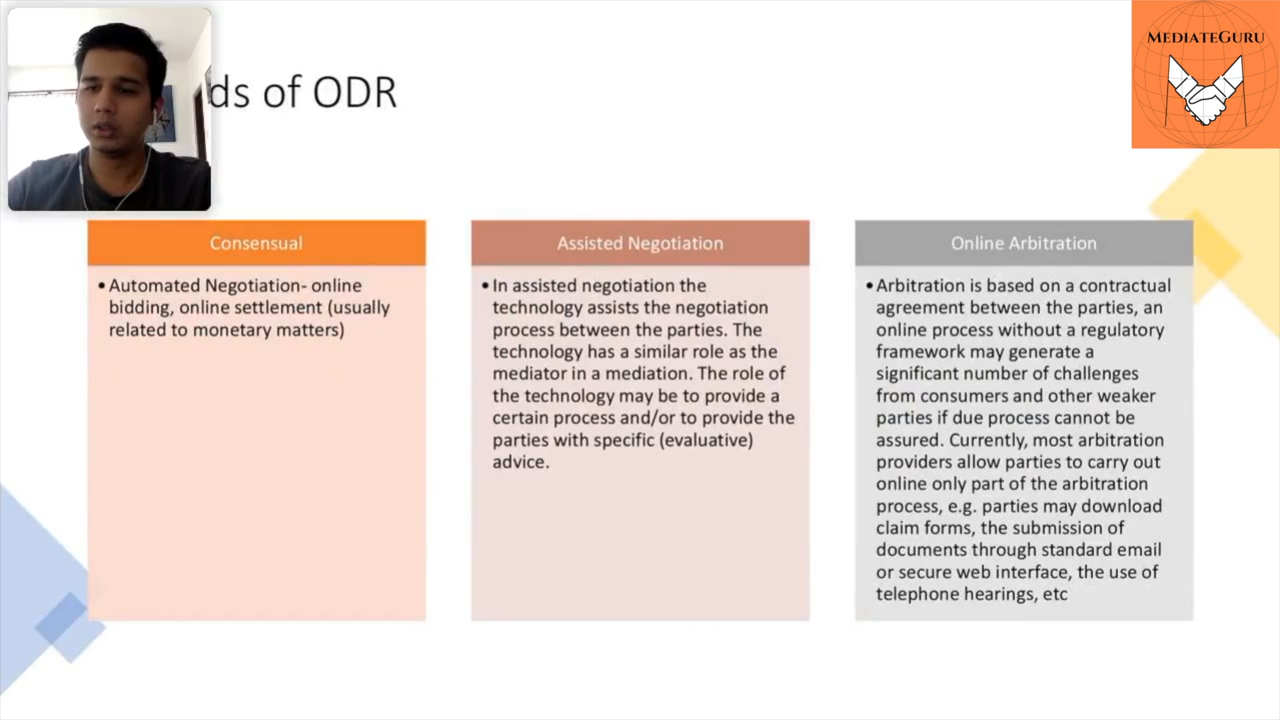 ds of ODR
MEDIATEGURU
Consensual
• Automated Negotiation- online
bidding, online settlement (usually
related to monetary matters)
Assisted Negotiation
• In assisted negotiation the
technology assists the negotiation
process between the parties. The
technology has a similar role as the
mediator in a mediation. The role of
the technology may be to provide a
certain process and/or to provide the
parties with specific (evaluative)
advice.
Online Arbitration
• Arbitration is based on a contractual
agreement between the parties, an
online process without a regulatory
framework may generate a
significant number of challenges
from consumers and other weaker
parties if due process cannot be
assured. Currently, most arbitration
providers allow parties to carry out
online only part of the arbitration
process, e.g. parties may download
claim forms, the submission of
documents through standard email
or secure web interface, the use of
telephone hearings, etc